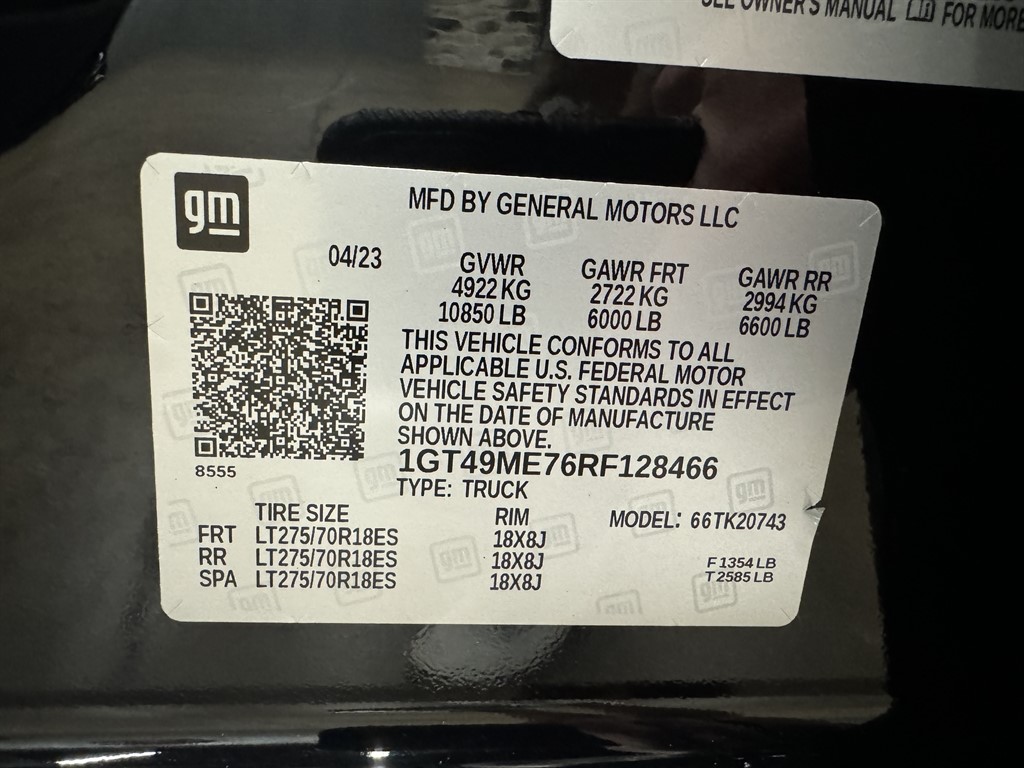 OWNER'S MANUAL FOR MORE
gm
MFD BY GENERAL MOTORS LLC
04/23
GVWR GAWR FRT GAWR RR
4922 KG 2722 KG 2994 KG
10850 LB 6000 LB 6600 LB
THIS VEHICLE CONFORMS TO ALL
APPLICABLE U.S. FEDERAL MOTOR
VEHICLE SAFETY STANDARDS IN EFFECT
ON THE DATE OF MANUFACTURE
SHOWN ABOVE.
8555
1GT49ME76RF128466
TYPE: TRUCK
TIRE SIZE RIM MODEL: 66TK20743
FRT LT275/70R18ES 18X8J
RR LT275/70R18ES 18X8J
SPA LT275/70R18ES 18X8J
F 1354 LB
T 2585 LB